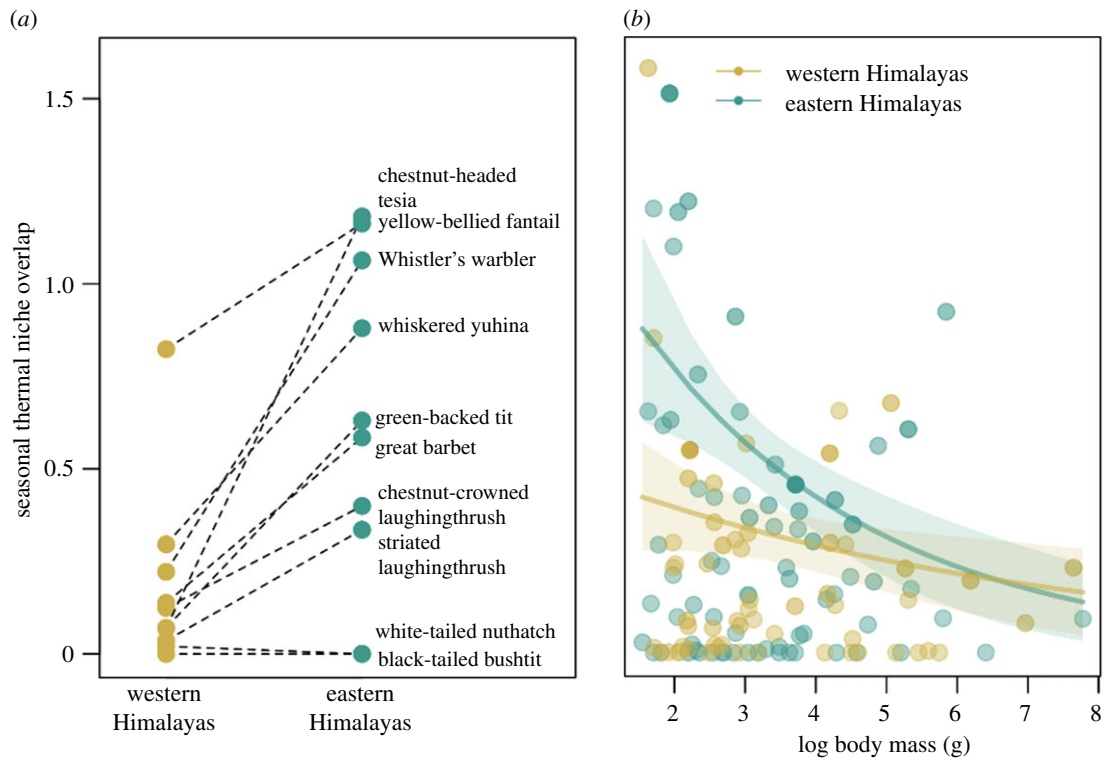 (a)
seasonal thermal niche overlap
1.5
1.0
0.5
0
chestnut-headed
tesia
yellow-bellied fantail
Whistler's warbler
whiskered yuhina
green-backed tit
great barbet
chestnut-crowned
laughingthrush
striated
laughingthrush
white-tailed nuthatch
black-tailed bushtit
western
Himalayas
eastern
Himalayas
(b)
western Himalayas
eastern Himalayas
2 3 4 5 6 7 8
log body mass (g)